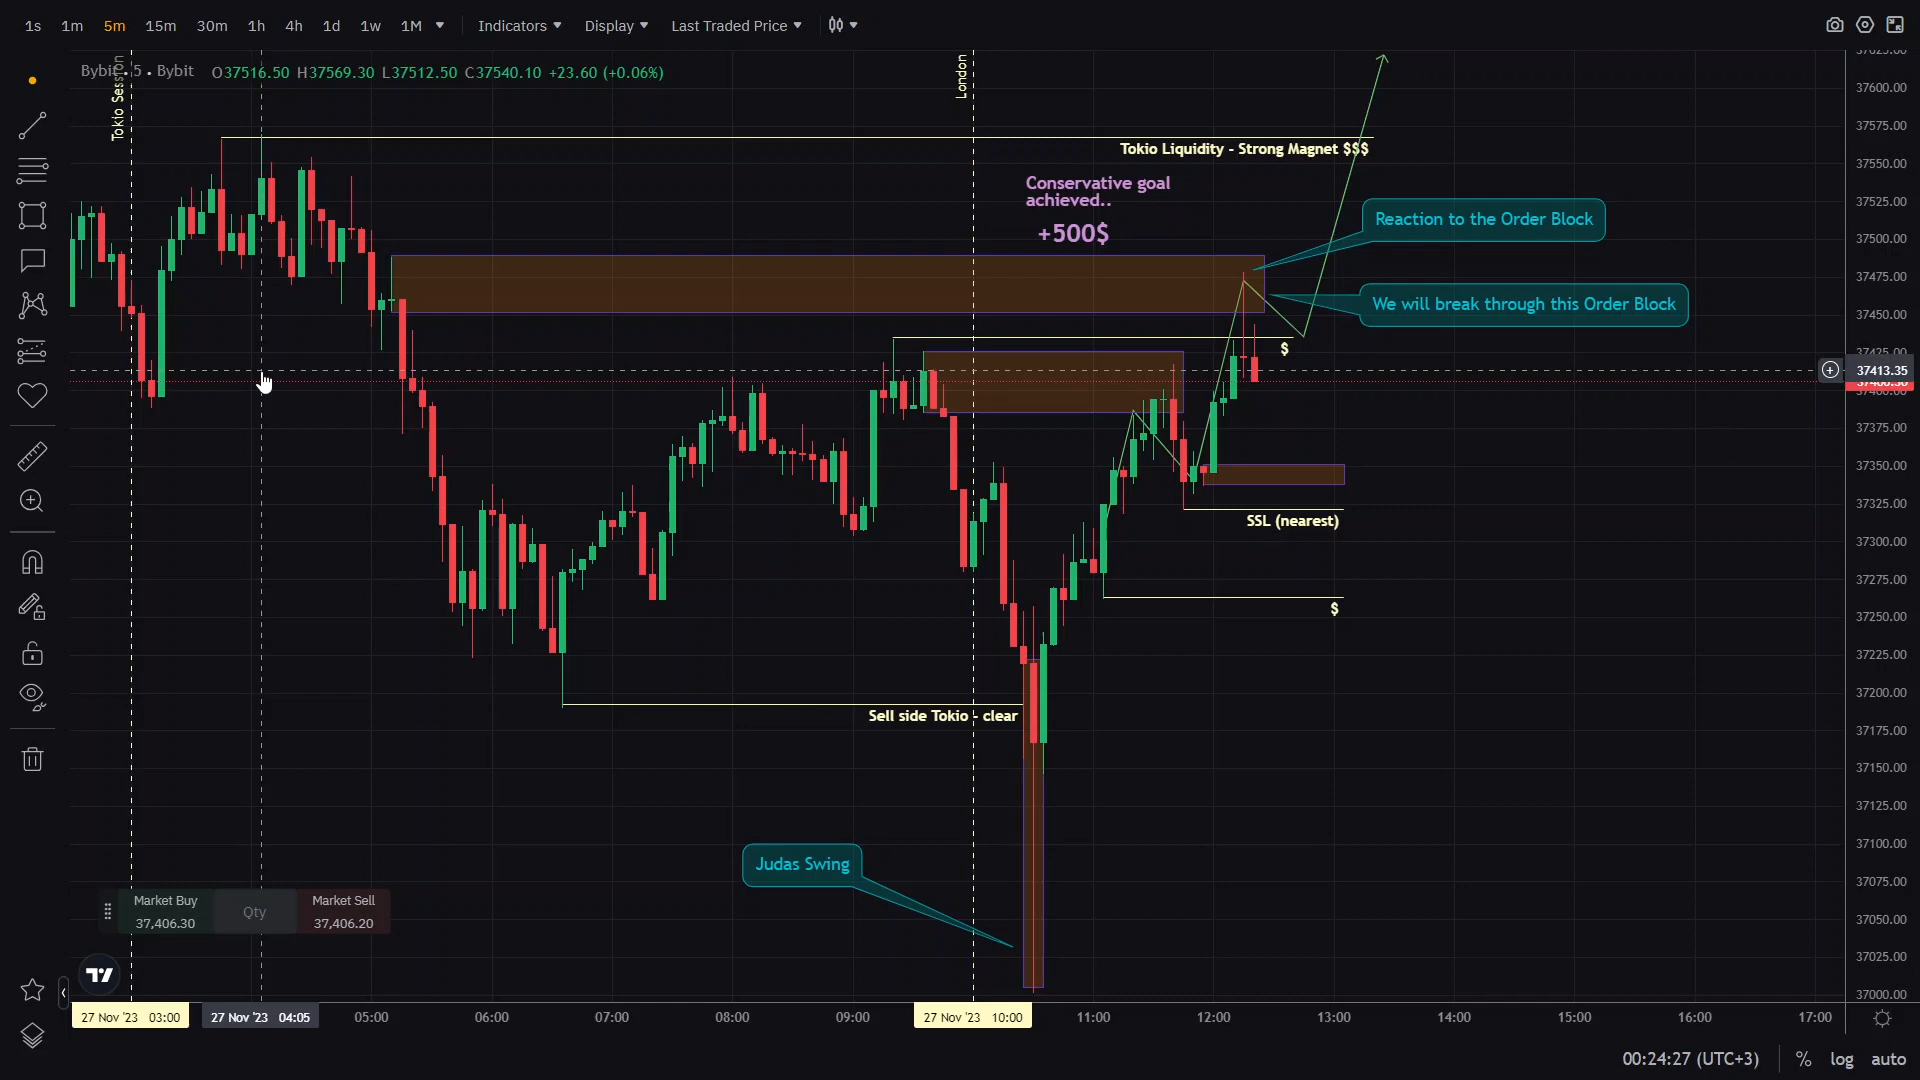 1s 1m 5m 15m 30m 1h 4h 1d 1w 1M Indicators Display Last Traded Price
Bybit • 5 • Bybit O37516.50 H37569.30 L37512.50 C37540.10 +23.60 (+0.06%)
Tokio Session
London
Tokio Liquidity - Strong Magnet $$$
Conservative goal
achieved..
+500$
Reaction to the Order Block
We will break through this Order Block
$
SSL (nearest)
$
Sell side Tokio - clear
Judas Swing
Market Buy
37,406.30
Qty
Market Sell
37,406.20
37625.00
37600.00
37575.00
37550.00
37525.00
37500.00
37475.00
37450.00
37425.00
37413.35
37400.00
37375.00
37350.00
37325.00
37300.00
37275.00
37250.00
37225.00
37200.00
37175.00
37150.00
37125.00
37100.00
37075.00
37050.00
37025.00
37000.00
27 Nov '23 03:00 27 Nov '23 04:05 05:00 06:00 07:00 08:00 09:00 27 Nov '23 10:00 11:00 12:00 13:00 14:00 15:00 16:00 17:00
00:24:27 (UTC+3) % log auto